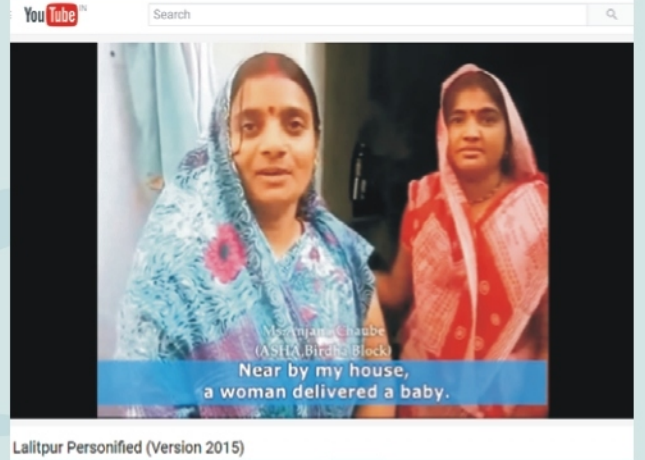 YouTube IN
Search
Ms. Anjana Chaube
(ASHA, Birdha Block)
Near by my house,
a woman delivered a baby.
Lalitpur Personified (Version 2015)